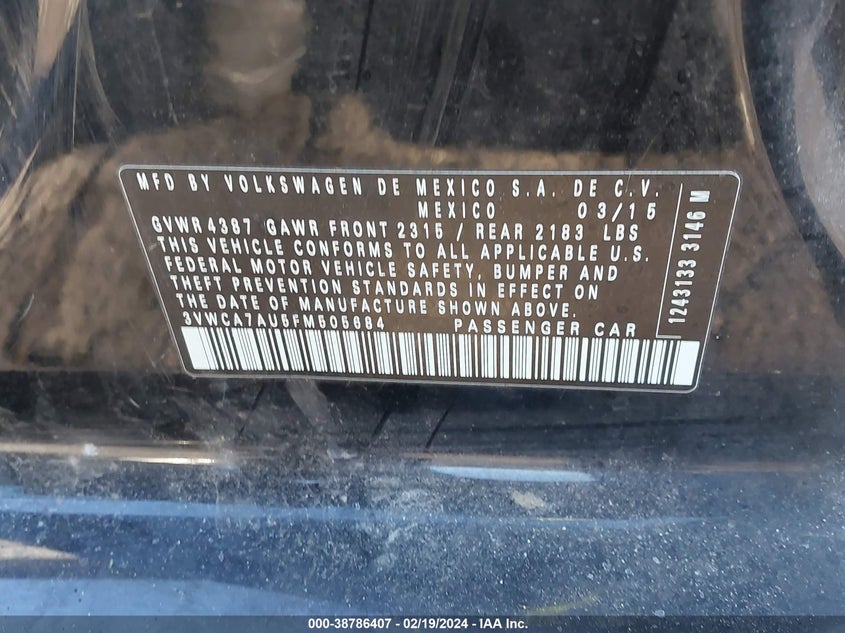 MFD BY VOLKSWAGEN DE MEXICO S.A. DE C.V.
MEXICO 03/15
GVWR 4387 GAWR FRONT 2315 / REAR 2183 LBS
THIS VEHICLE CONFORMS TO ALL APPLICABLE U.S.
FEDERAL MOTOR VEHICLE SAFETY, BUMPER AND
THEFT PREVENTION STANDARDS IN EFFECT ON
THE DATE OF MANUFACTURE SHOWN ABOVE.
3VWCA7AU5FM505684 PASSENGER CAR
1243133 3146 M
000-38786407 - 02/19/2024 - IAA Inc.